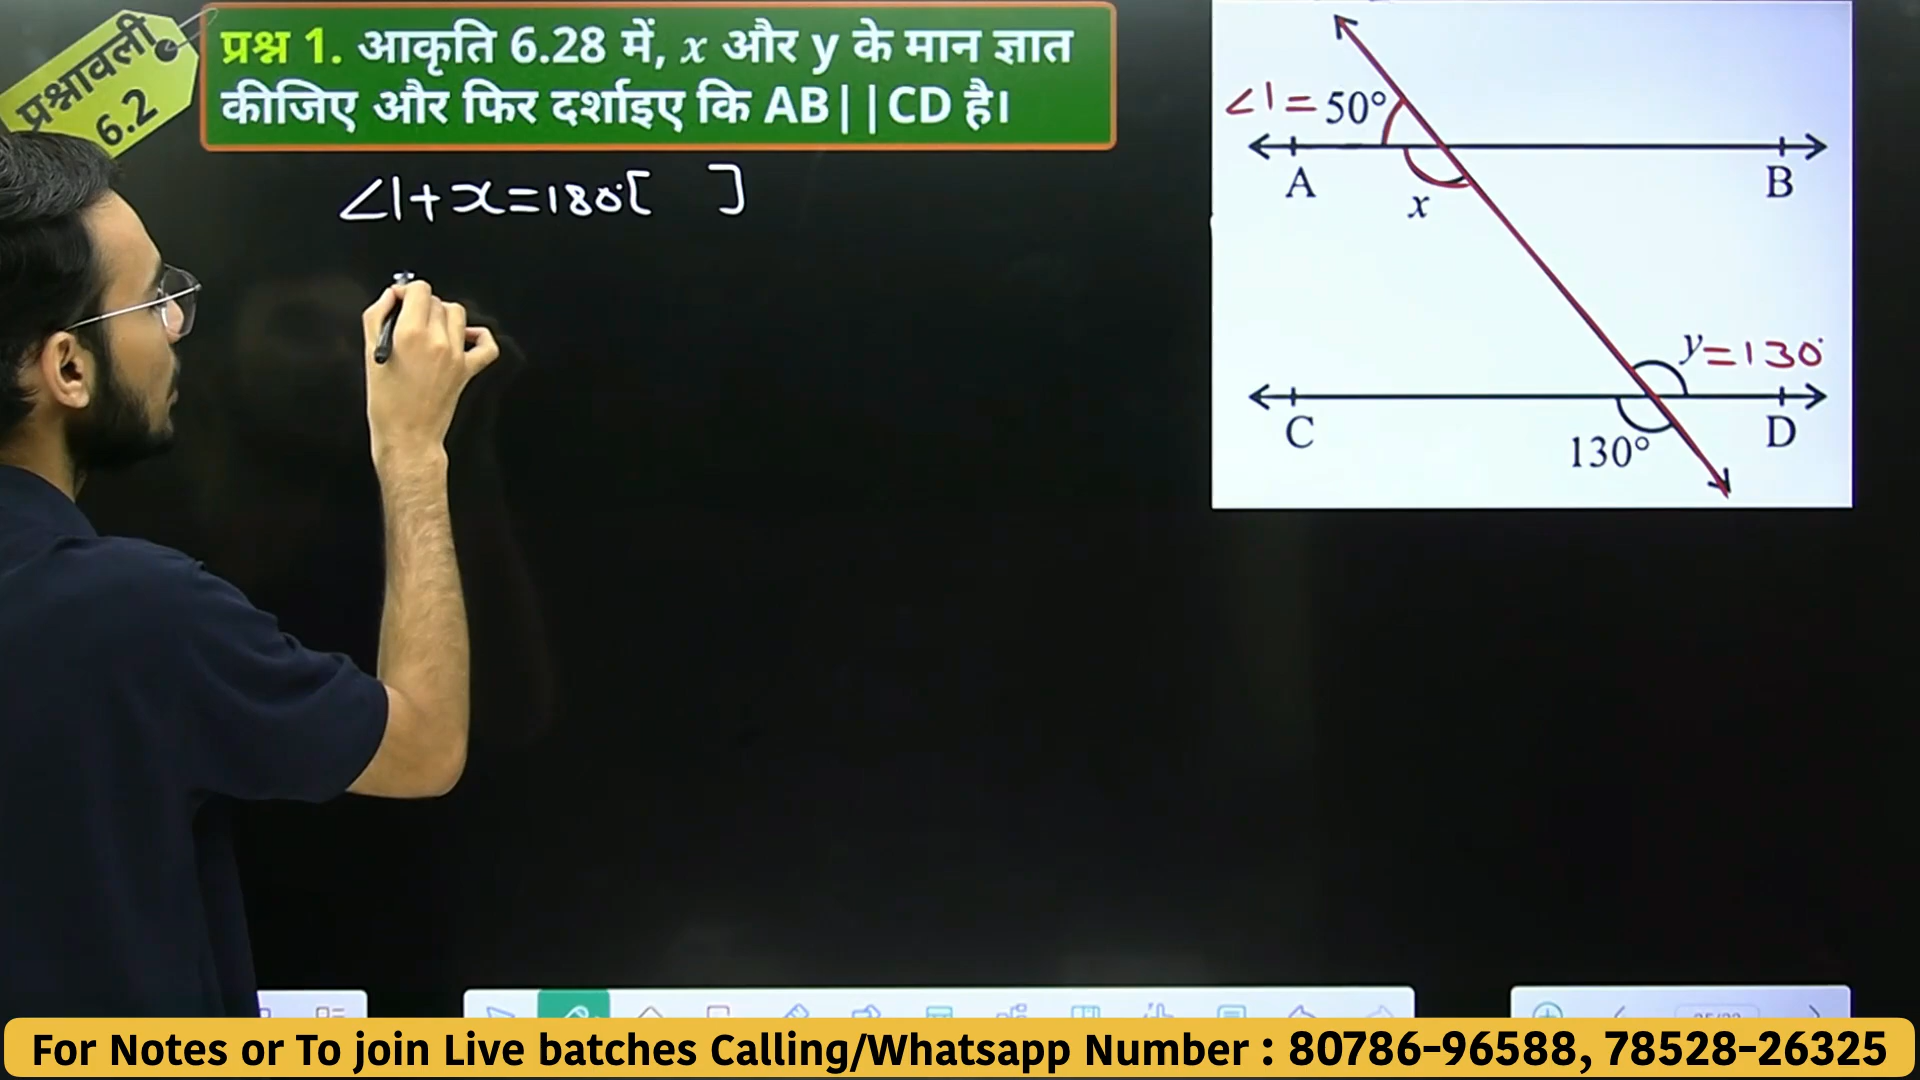 प्रश्नावली
6.2
प्रश्न 1. आकृति 6.28 में, x और y के मान ज्ञात
कीजिए और फिर दर्शाइए कि AB||CD है।
∠1+x=180°[ ]
∠1= 50°
A
B
x
y=130°
C
D
130°
For Notes or To join Live batches Calling/Whatsapp Number : 80786-96588, 78528-26325